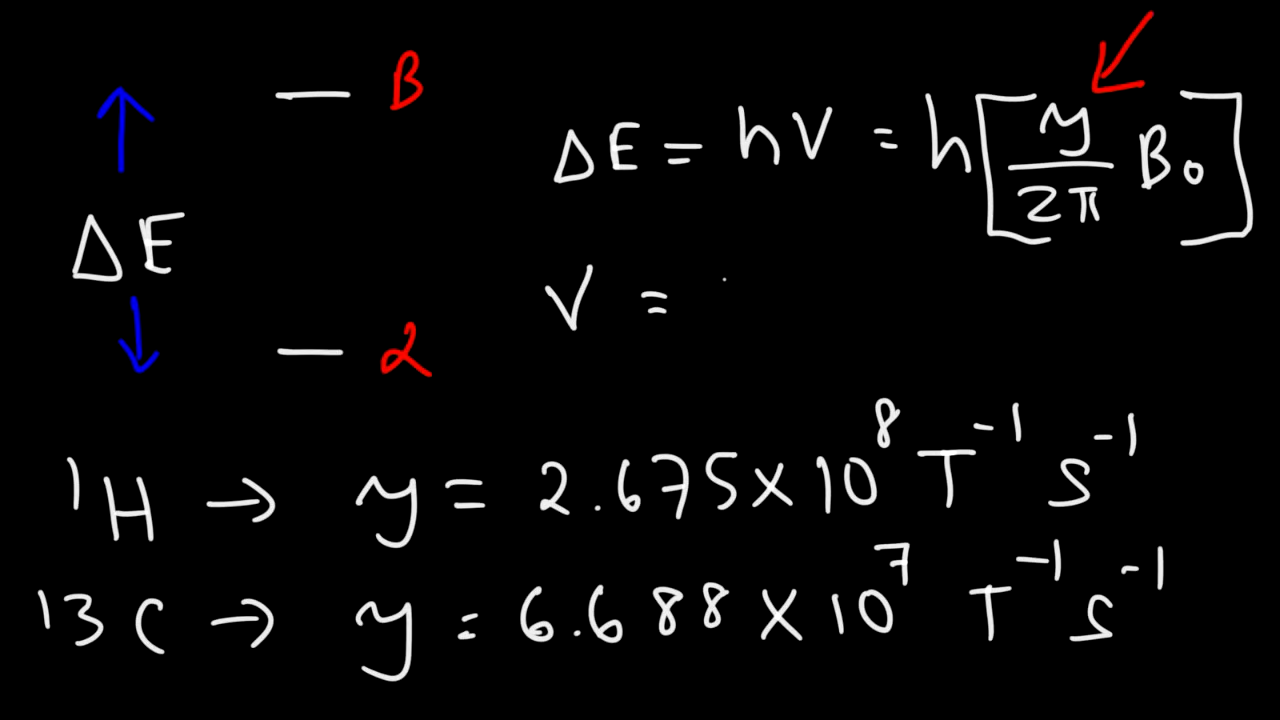 B
ΔE = hν = h[γ/2π B₀]
ΔE
ν =
α
¹H → γ = 2.675×10⁸ T⁻¹ s⁻¹
¹³C → γ = 6.688×10⁷ T⁻¹ s⁻¹